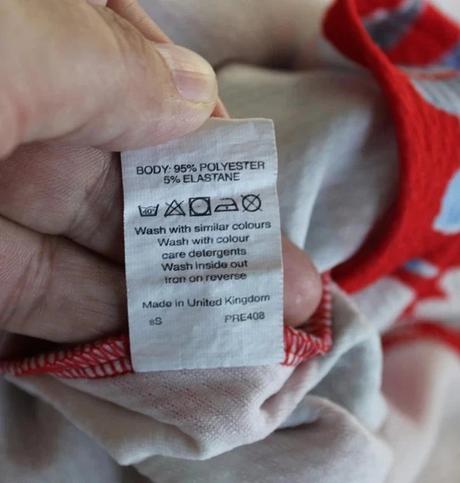 BODY: 95% POLYESTER
5% ELASTANE
Wash with similar colours
Wash with colour
care detergents
Wash inside out
Iron on reverse
Made in United Kingdom
sS PRE408